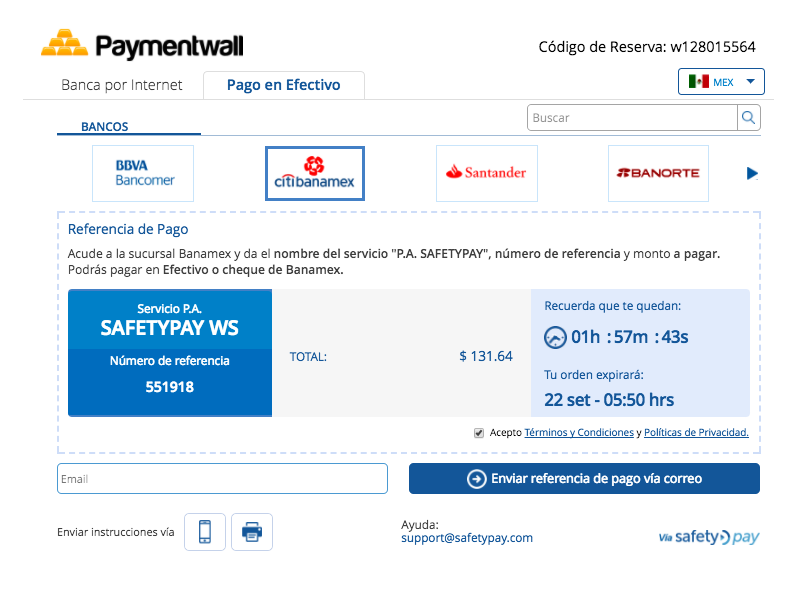 Paymentwall
Código de Reserva: w128015564
Banca por Internet
Pago en Efectivo
MEX
BANCOS
Buscar
BBVA
Bancomer
citibanamex
Santander
BANORTE
Referencia de Pago
Acude a la sucursal Banamex y da el nombre del servicio "P.A. SAFETYPAY", número de referencia y monto a pagar.
Podrás pagar en Efectivo o cheque de Banamex.
Servicio P.A.
SAFETYPAY WS
Número de referencia
551918
TOTAL:
$ 131.64
Recuerda que te quedan:
01h : 57m : 43s
Tu orden expirará:
22 set - 05:50 hrs
Acepto Términos y Condiciones y Políticas de Privacidad.
Email
Enviar referencia de pago vía correo
Enviar instrucciones vía
Ayuda:
support@safetypay.com
Vía safetypay